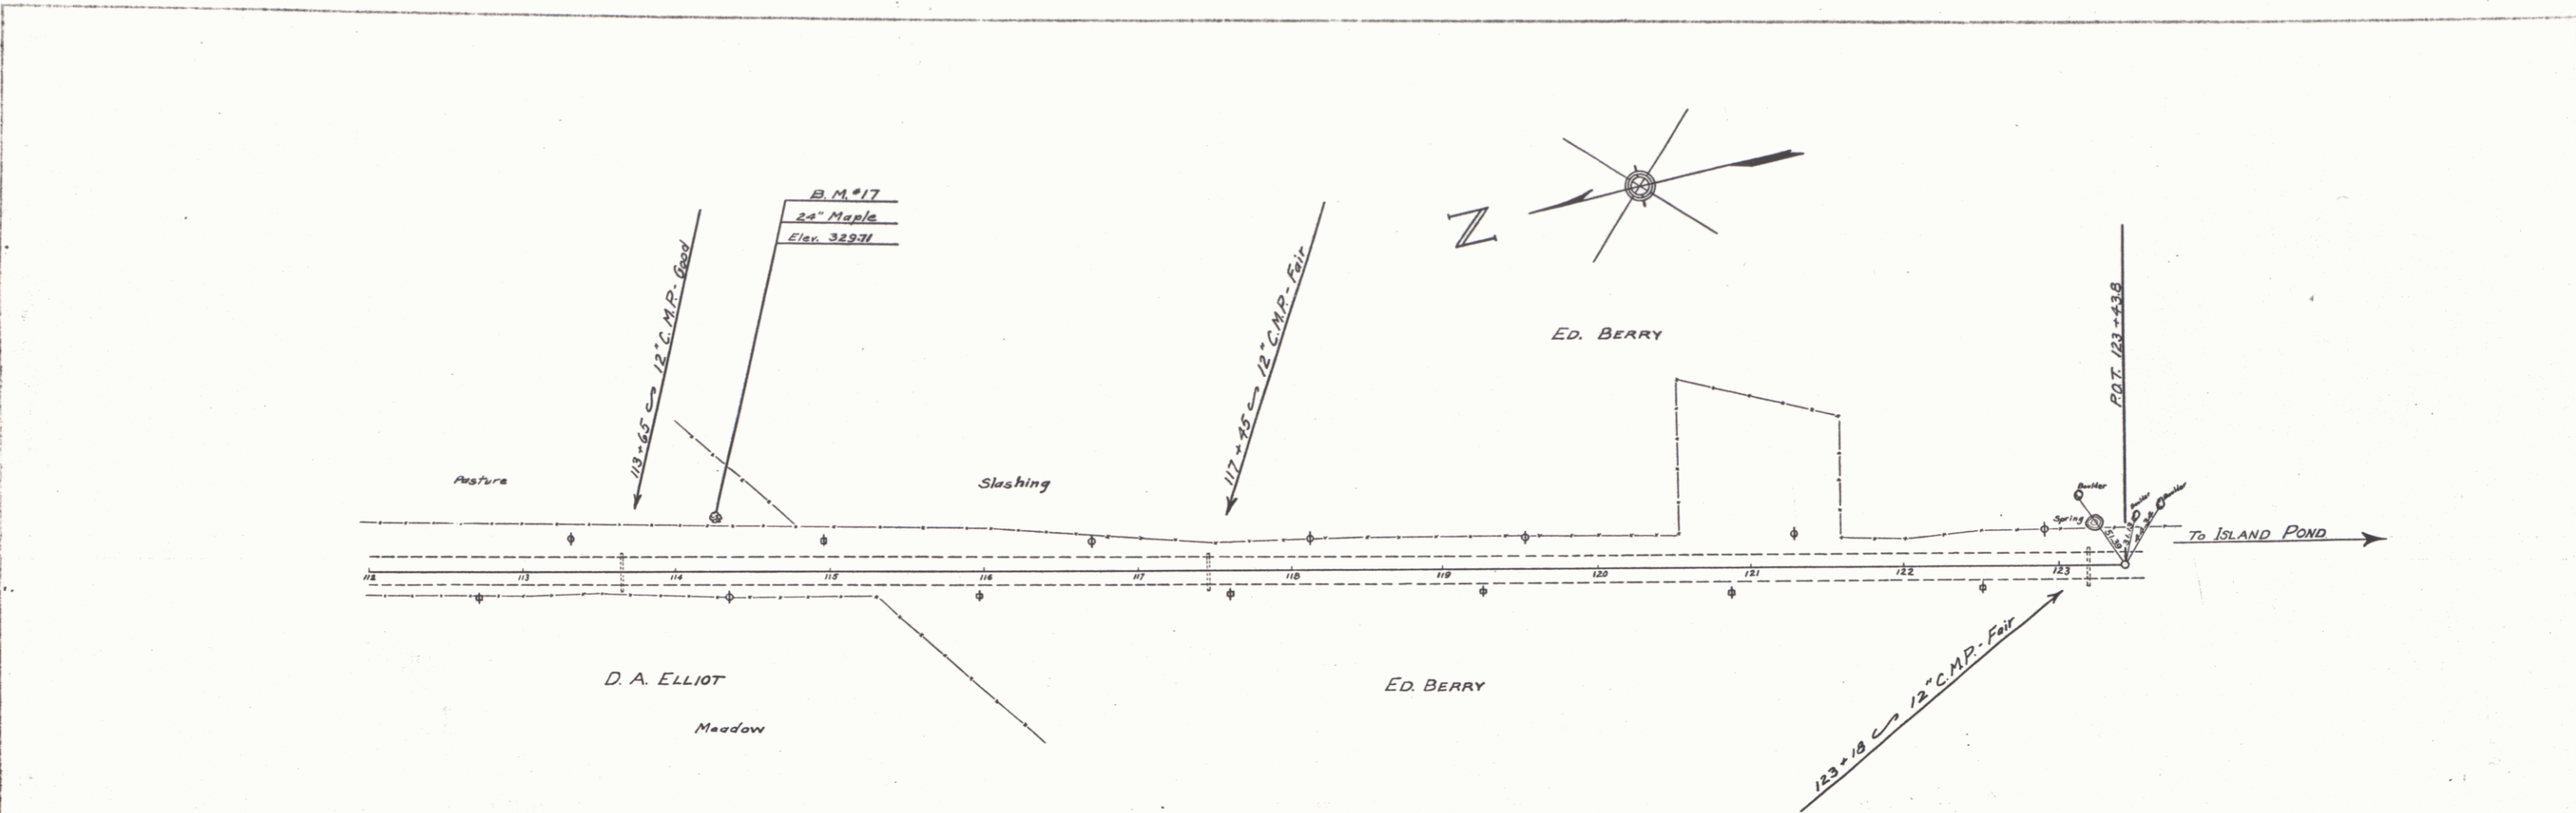 B. M. #17
24" Maple
Elev. 329.71
N
113+65 12" C. M. P. - Good
117+45 12" C.M.P. - Fair
ED. BERRY
P.O.T. 123+43.8
Pasture
Slashing
Boulder
Boulder
Boulder
Spring
TO ISLAND POND
112
113
114
115
116
117
118
119
120
121
122
123
D. A. ELLIOT
Meadow
ED. BERRY
123+18 12" C.M.P. - Fair